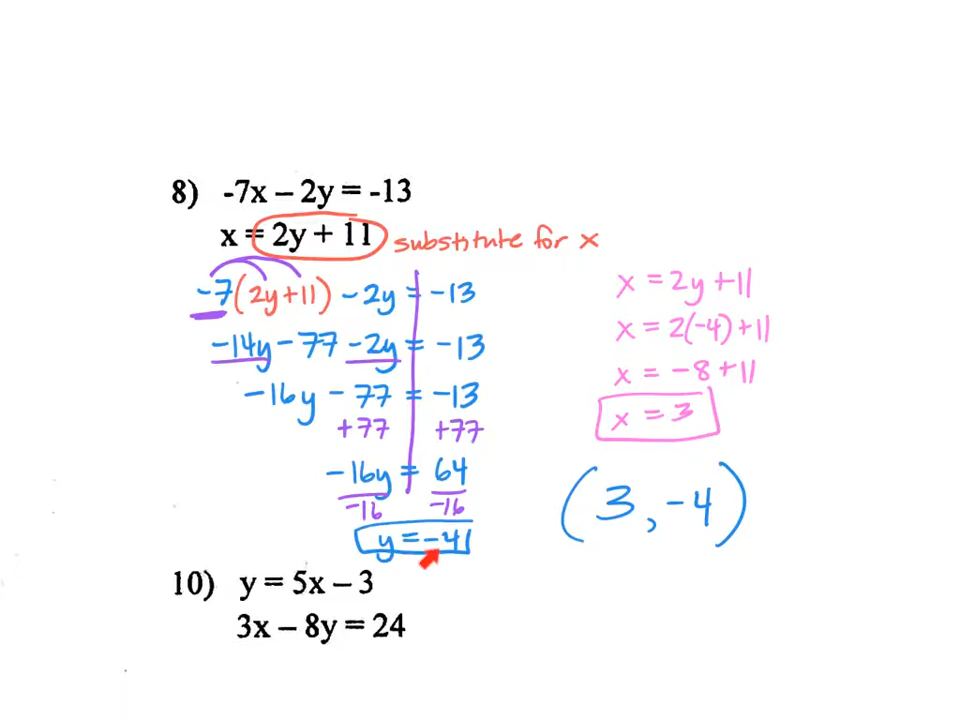 8) -7x – 2y = -13
x = 2y + 11 substitute for x
-7(2y+11) -2y = -13
-14y -77 -2y = -13
-16y - 77 = -13
+77 +77
-16y = 64
-16 -16
y = -4
x = 2y +11
x = 2(-4) +11
x = -8 +11
x = 3
(3, -4)
10) y = 5x – 3
3x – 8y = 24